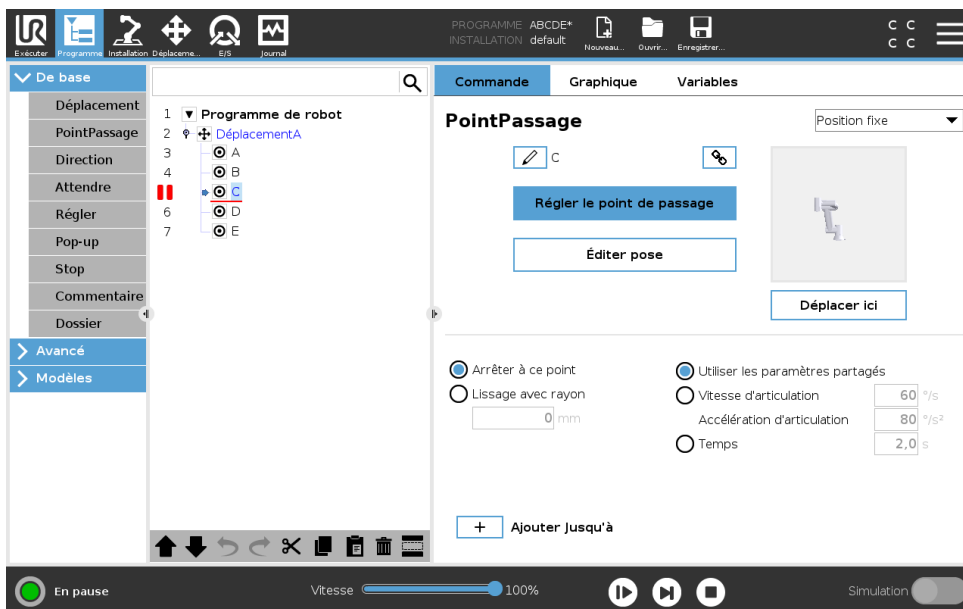 PROGRAMME ABCDE*
INSTALLATION default
Exécuter Programme Installation Déplaceme... E/S Journal Nouveau... Ouvrir... Enregistrer...
C C
C C
De base
Commande Graphique Variables
Déplacement
PointPassage
Direction
Attendre
Régler
Pop-up
Stop
Commentaire
Dossier
Avancé
Modèles
1 Programme de robot
2 DéplacementA
3 A
4 B
C
6 D
7 E
PointPassage
Position fixe
C
Régler le point de passage
Éditer pose
Déplacer ici
Arrêter à ce point
Lissage avec rayon
0 mm
Utiliser les paramètres partagés
Vitesse d'articulation 60 °/s
Accélération d'articulation 80 °/s²
Temps 2,0 s
+ Ajouter Jusqu'à
En pause
Vitesse 100%
Simulation